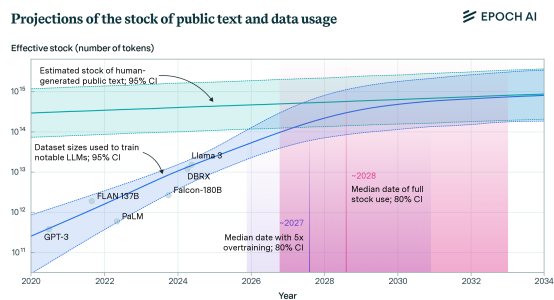 Projections of the stock of public text and data usage
EPOCH AI
Effective stock (number of tokens)
Estimated stock of human-
generated public text; 95% CI
10¹⁵
10¹⁴
Dataset sizes used to train
notable LLMs; 95% CI
Llama 3
10¹³
DBRX
Falcon-180B
FLAN 137B
10¹²
PaLM
GPT-3
10¹¹
~2028
Median date of full
stock use; 80% CI
~2027
Median date with 5x
overtraining; 80% CI
2020
2022
2024
2026
2028
2030
2032
2034
Year